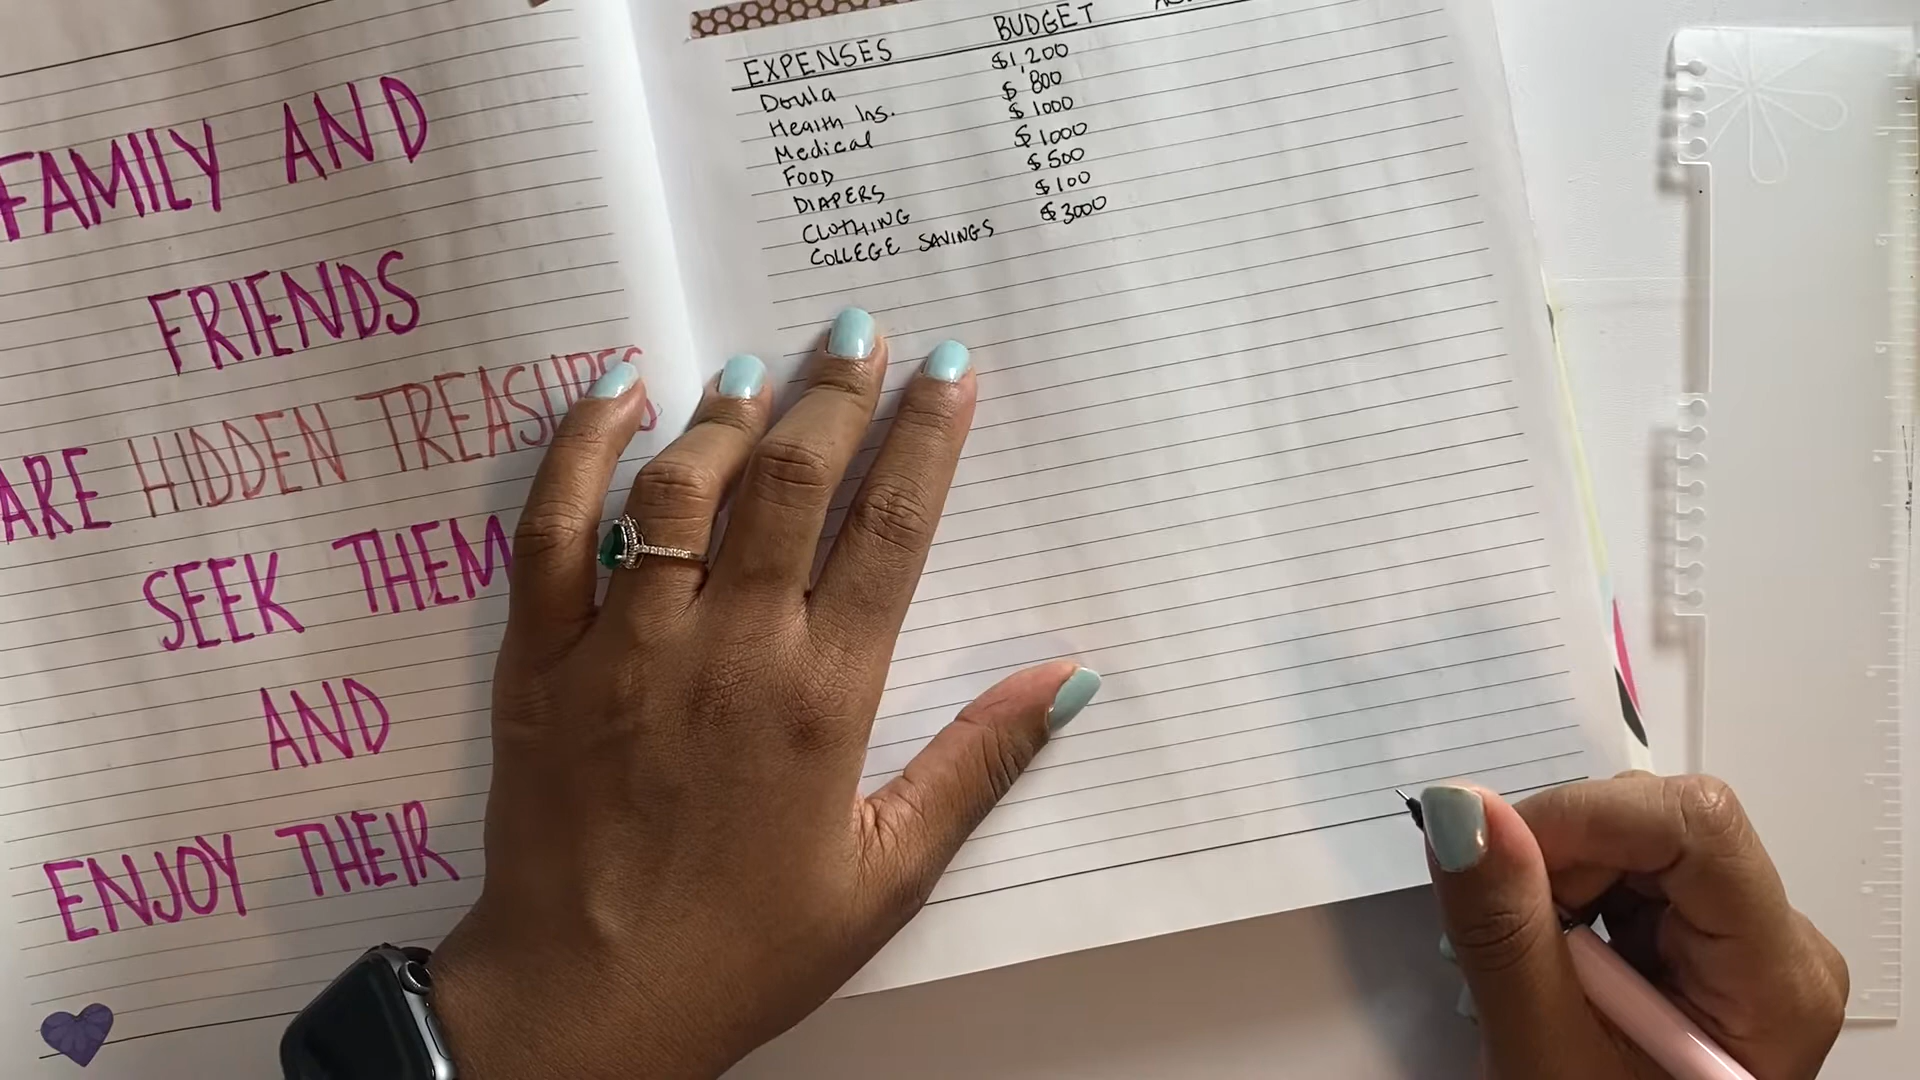 FAMILY AND
FRIENDS
ARE HIDDEN TREASURES
SEEK THEM
AND
ENJOY THEIR
EXPENSES BUDGET
Doula $1,200
Health Ins. $800
Medical $1000
FOOD $1000
DIAPERS $500
CLOTHING $100
COLLEGE SAVINGS $3000